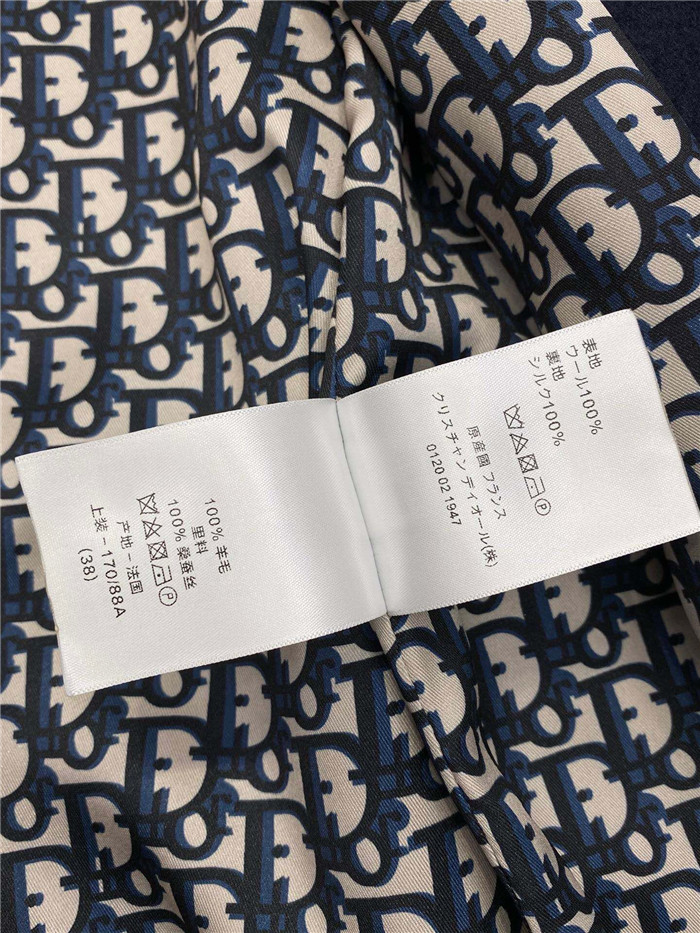 表地
ウール100%
裏地
シルク100%
原産國 フランス
クリスチャン デイオール(株)
0120 02 1947
100% 羊毛
里料
100% 桑蚕丝
P
产地 – 法国
上装 – 170/88A
(38)